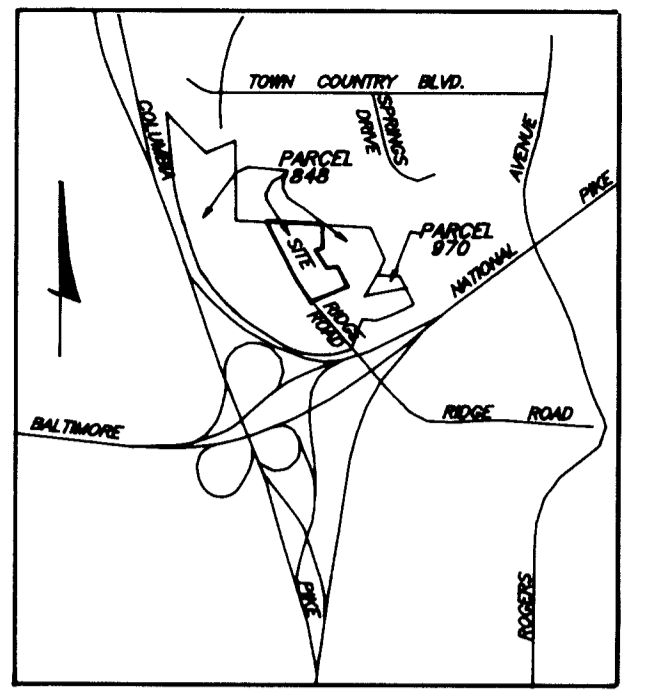 TOWN COUNTRY BLVD.
COLUMBIA
SPRINGS
DRIVE
AVENUE
PARCEL
848
PIKE
PARCEL
970
SITE
NATIONAL
RIDGE
ROAD
RIDGE ROAD
BALTIMORE
PIKE
ROGERS